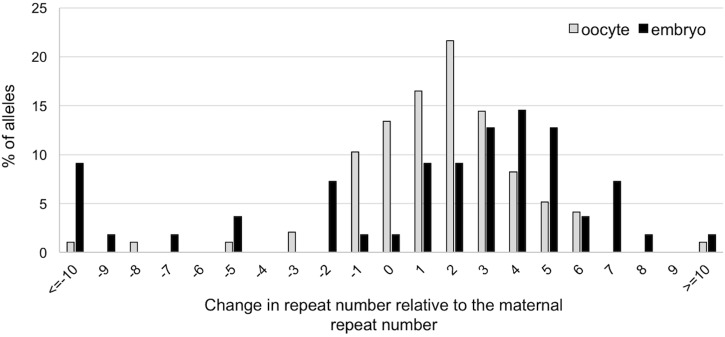 25
20
15
10
5
0
% of alleles
oocyte embryo
<=-10 -9 -8 -7 -6 -5 -4 -3 -2 -1 0 1 2 3 4 5 6 7 8 9 >=10
Change in repeat number relative to the maternal
repeat number